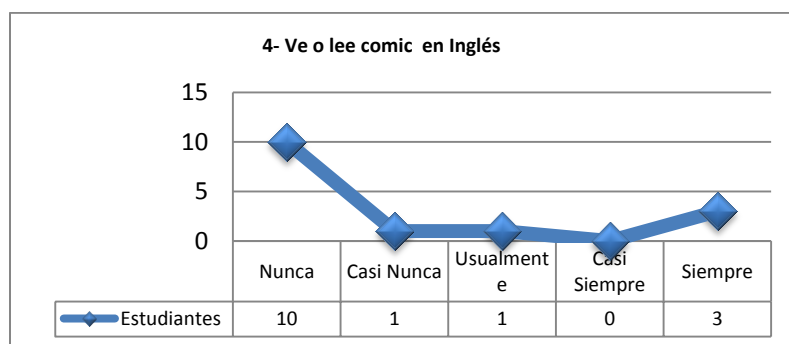 4- Ve o lee comic en Inglés
15
10
5
0
Nunca Casi Nunca Usualment e Casi Siempre Siempre
Estudiantes 10 1 1 0 3